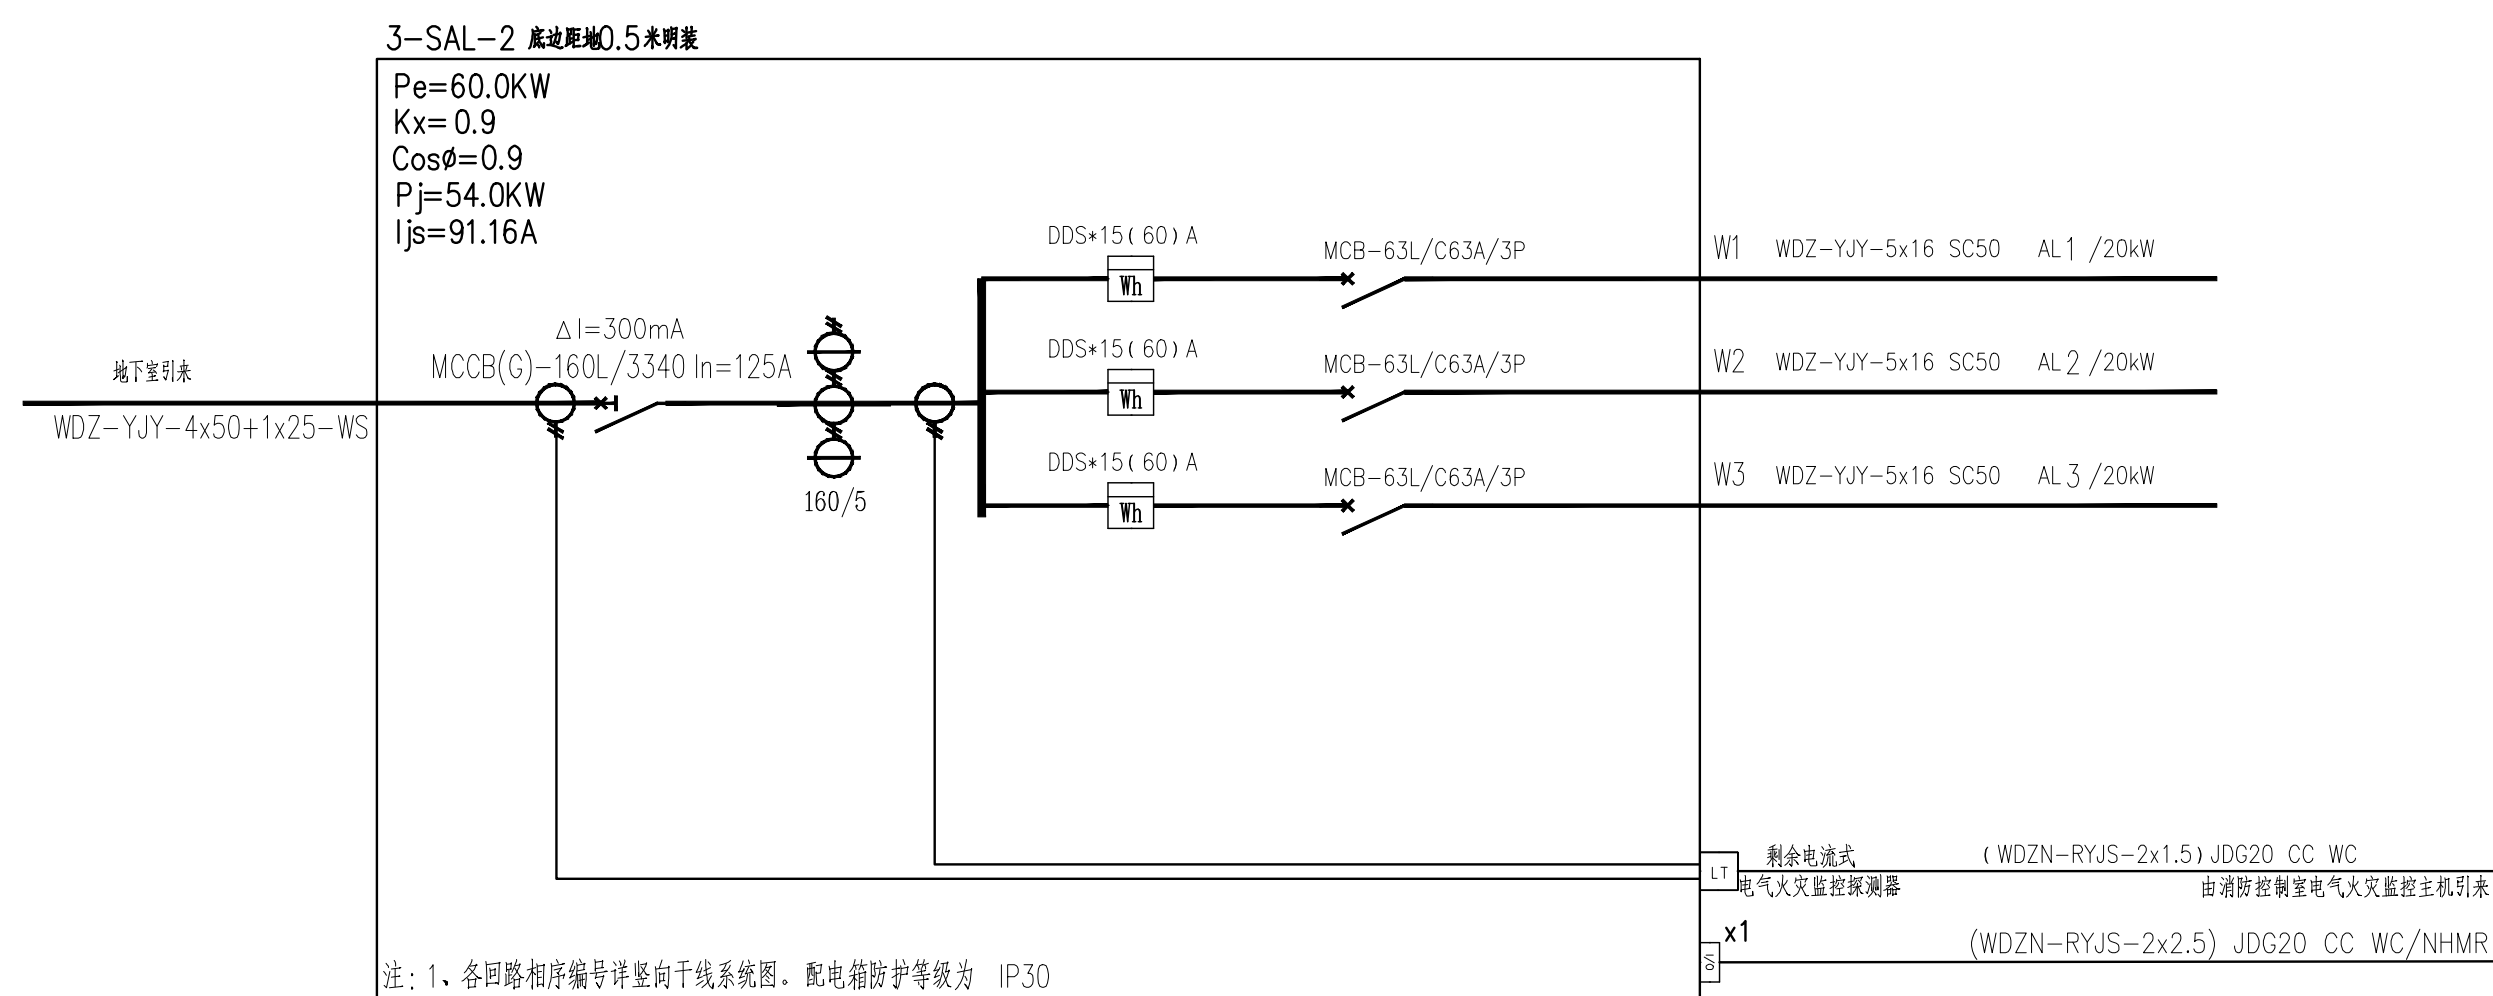 3-SAL-2 底边距地0.5米明装
Pe=60.0KW
Kx=0.9
Cosø=0.9
Pj=54.0KW
Ijs=91.16A
地下室引来
WDZ-YJY-4x50+1x25-WS
△I=300mA
MCCB(G)-160L/3340 In=125A
160/5
DDS*15(60)A
Wh
MCB-63L/C63A/3P
W1 WDZ-YJY-5x16 SC50 AL1/20kW
DDS*15(60)A
Wh
MCB-63L/C63A/3P
W2 WDZ-YJY-5x16 SC50 AL2/20kW
DDS*15(60)A
Wh
MCB-63L/C63A/3P
W3 WDZ-YJY-5x16 SC50 AL3/20kW
LT
剩余电流式
电气火灾监控探测器
(WDZN-RYJS-2x1.5)JDG20 CC WC
由消防控制室电气火灾监控主机引来
x1
I/O
(WDZN-RYJS-2x2.5) JDG20 CC WC/NHMR
注：1、各回路相序编号详竖向干线系统图。配电箱防护等级为 IP30